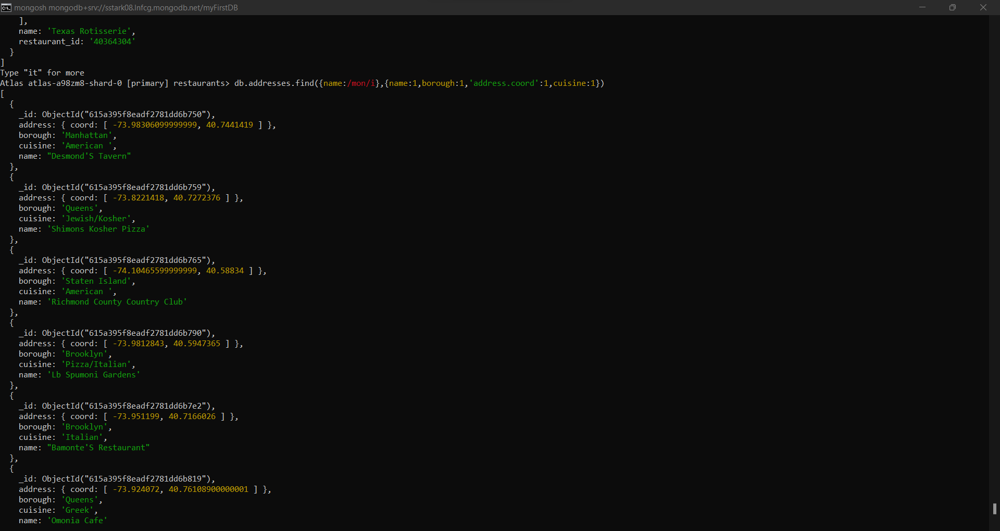 mongosh mongodb+srv://sstark08.lnfcg.mongodb.net/myFirstDB
    ],
    name: 'Texas Rotisserie',
    restaurant_id: '40364304'
  }
]
Type "it" for more
Atlas atlas-a98zm8-shard-0 [primary] restaurants> db.addresses.find({name:/mon/i},{name:1,borough:1,'address.coord':1,cuisine:1})
[
  {
    _id: ObjectId("615a395f8eadf2781dd6b750"),
    address: { coord: [ -73.98306099999999, 40.7441419 ] },
    borough: 'Manhattan',
    cuisine: 'American ',
    name: "Desmond'S Tavern"
  },
  {
    _id: ObjectId("615a395f8eadf2781dd6b759"),
    address: { coord: [ -73.8221418, 40.7272376 ] },
    borough: 'Queens',
    cuisine: 'Jewish/Kosher',
    name: 'Shimons Kosher Pizza'
  },
  {
    _id: ObjectId("615a395f8eadf2781dd6b765"),
    address: { coord: [ -74.10465599999999, 40.58834 ] },
    borough: 'Staten Island',
    cuisine: 'American ',
    name: 'Richmond County Country Club'
  },
  {
    _id: ObjectId("615a395f8eadf2781dd6b790"),
    address: { coord: [ -73.9812843, 40.5947365 ] },
    borough: 'Brooklyn',
    cuisine: 'Pizza/Italian',
    name: 'Lb Spumoni Gardens'
  },
  {
    _id: ObjectId("615a395f8eadf2781dd6b7e2"),
    address: { coord: [ -73.951199, 40.7166026 ] },
    borough: 'Brooklyn',
    cuisine: 'Italian',
    name: "Bamonte'S Restaurant"
  },
  {
    _id: ObjectId("615a395f8eadf2781dd6b819"),
    address: { coord: [ -73.924072, 40.76108900000001 ] },
    borough: 'Queens',
    cuisine: 'Greek',
    name: 'Omonia Cafe'